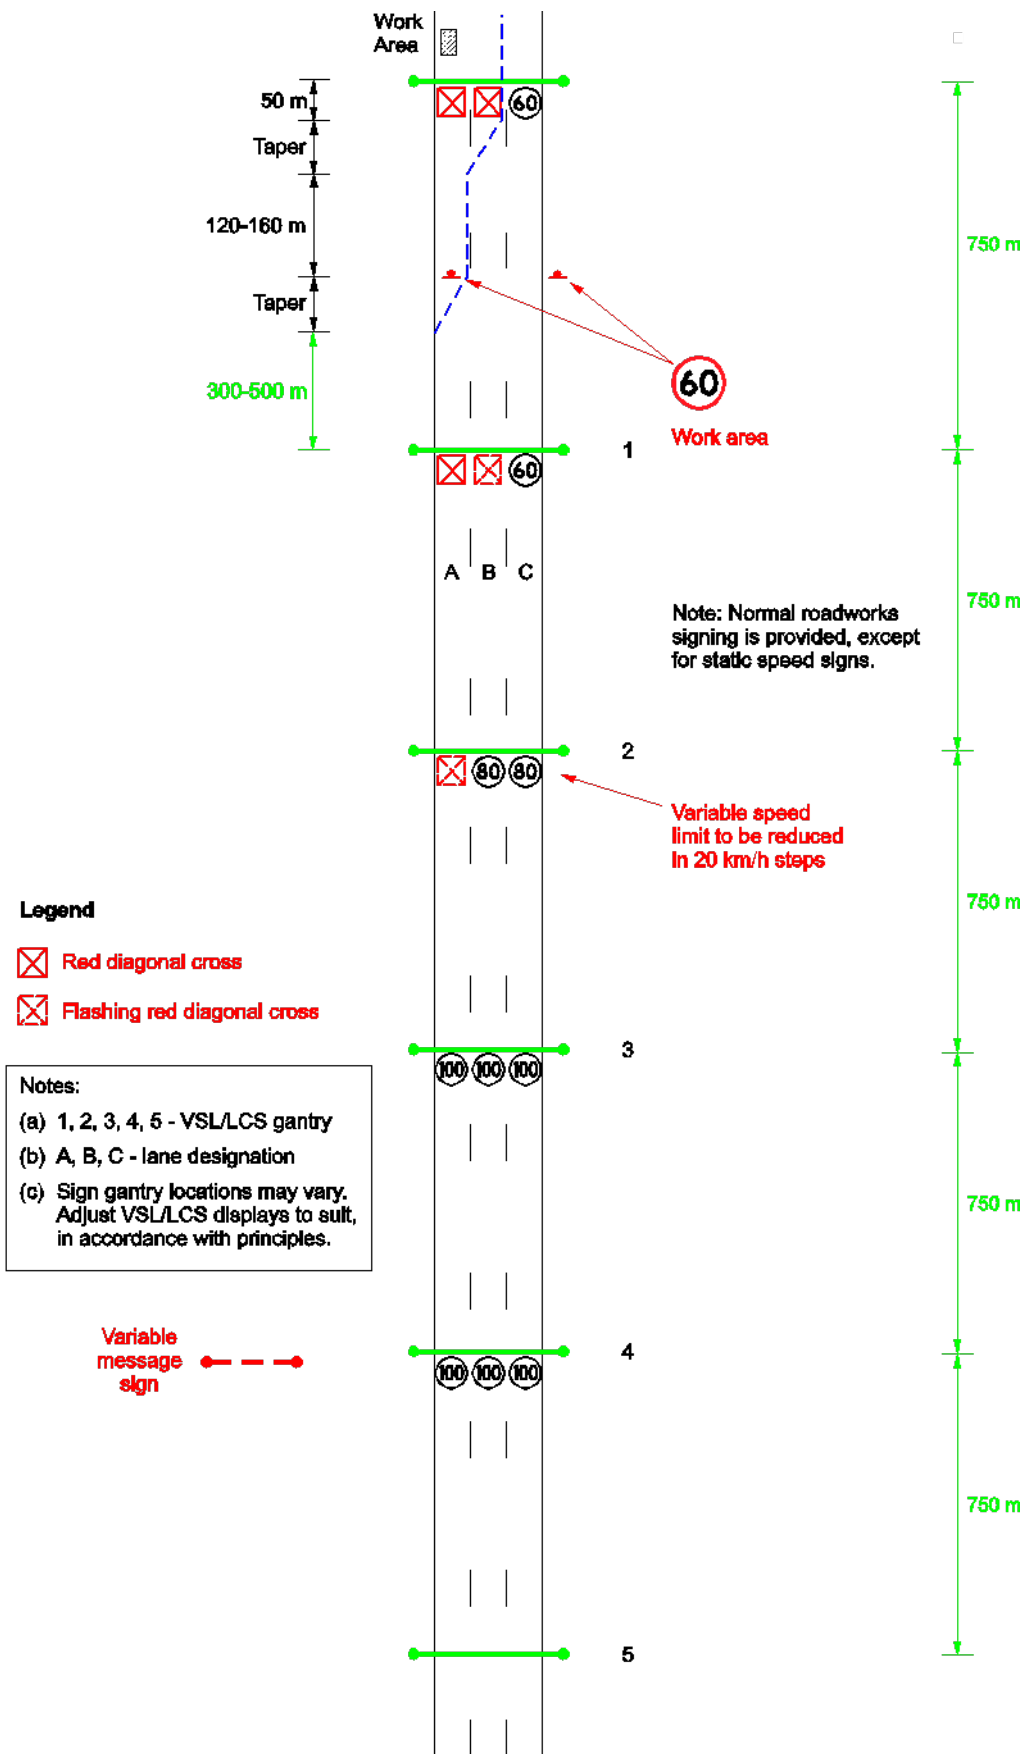 Work
Area
50 m
60
Taper
120-160 m
750 m
Taper
60
300-500 m
Work area
1
60
A B C
750 m
Note: Normal roadworks
signing is provided, except
for static speed signs.
2
80 80
Variable speed
limit to be reduced
in 20 km/h steps
750 m
Legend
Red diagonal cross
Flashing red diagonal cross
3
100 100 100
Notes:
(a) 1, 2, 3, 4, 5 - VSL/LCS gantry
(b) A, B, C - lane designation
(c) Sign gantry locations may vary.
Adjust VSL/LCS displays to suit,
in accordance with principles.
750 m
Variable
message
sign
4
100 100 100
750 m
5